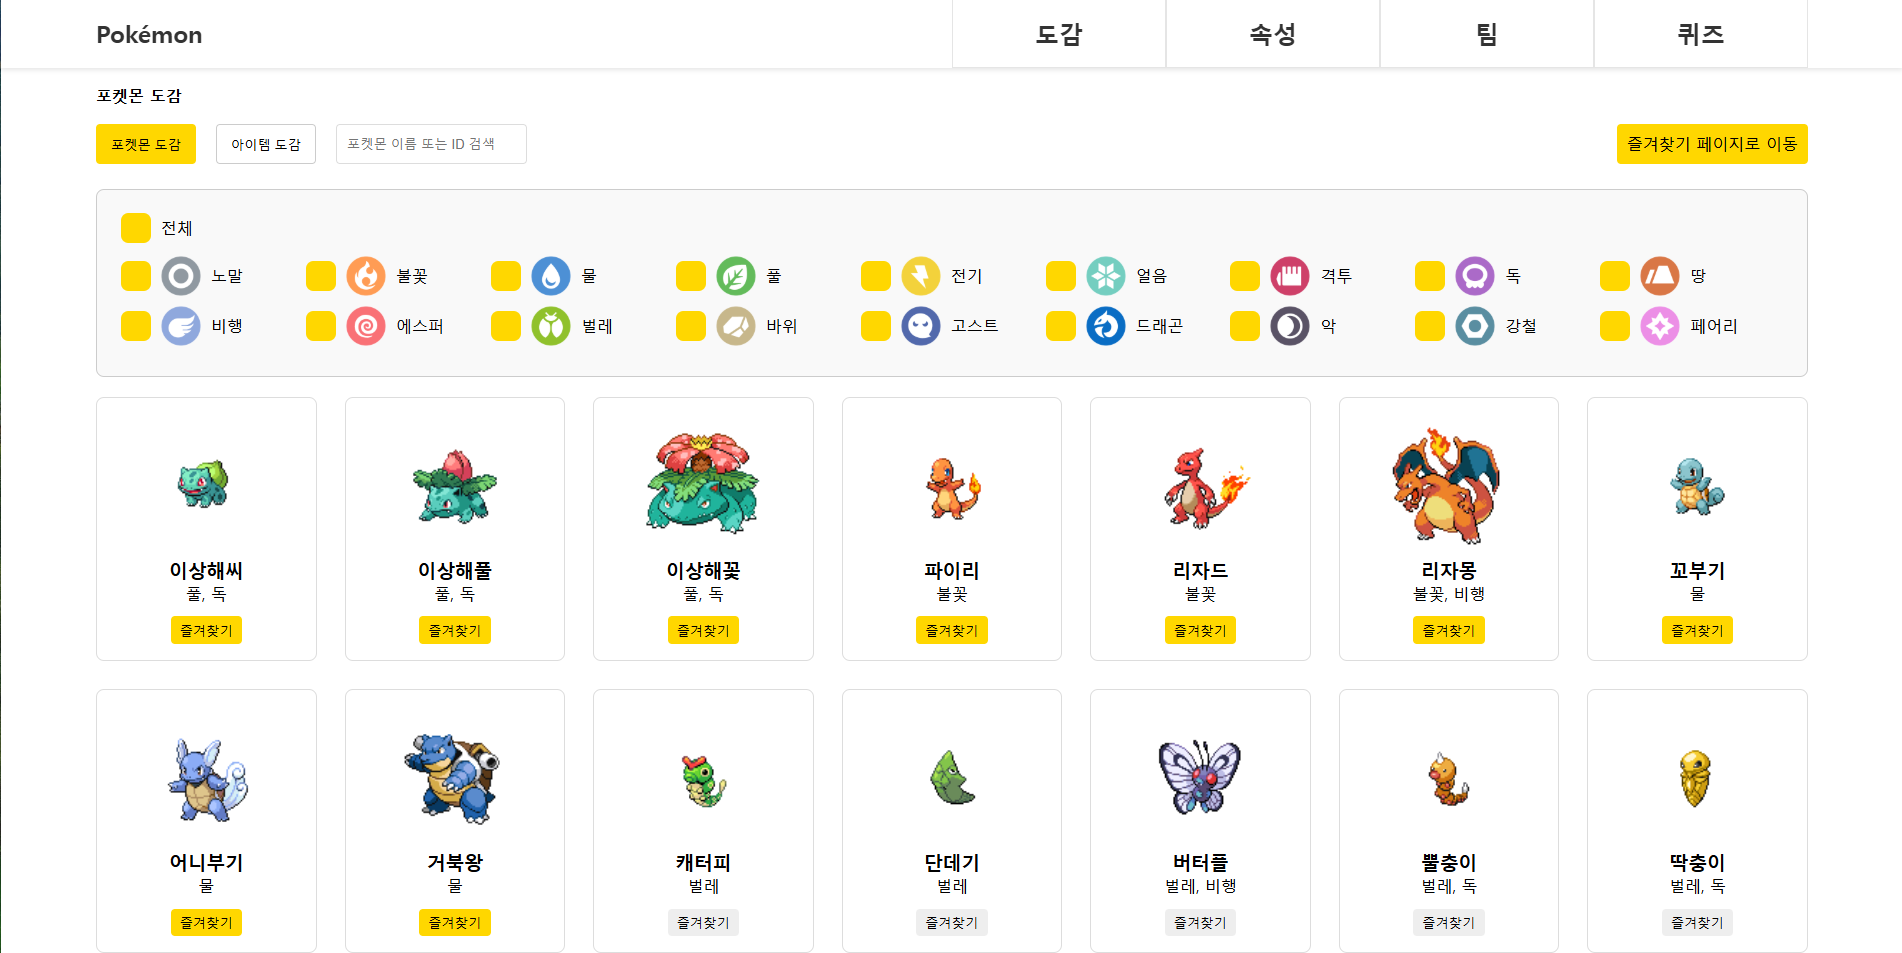 Pokémon 도감 속성 팀 퀴즈
포켓몬 도감
포켓몬 도감 아이템 도감 포켓몬 이름 또는 ID 검색 즐겨찾기 페이지로 이동
전체
노말 불꽃 물 풀 전기 얼음 격투 독 땅
비행 에스퍼 벌레 바위 고스트 드래곤 악 강철 페어리
이상해씨 이상해풀 이상해꽃 파이리 리자드 리자몽 꼬부기
풀, 독 풀, 독 풀, 독 불꽃 불꽃 불꽃, 비행 물
즐겨찾기 즐겨찾기 즐겨찾기 즐겨찾기 즐겨찾기 즐겨찾기 즐겨찾기
어니부기 거북왕 캐터피 단데기 버터플 뿔충이 딱충이
물 물 벌레 벌레 벌레, 비행 벌레, 독 벌레, 독
즐겨찾기 즐겨찾기 즐겨찾기 즐겨찾기 즐겨찾기 즐겨찾기 즐겨찾기